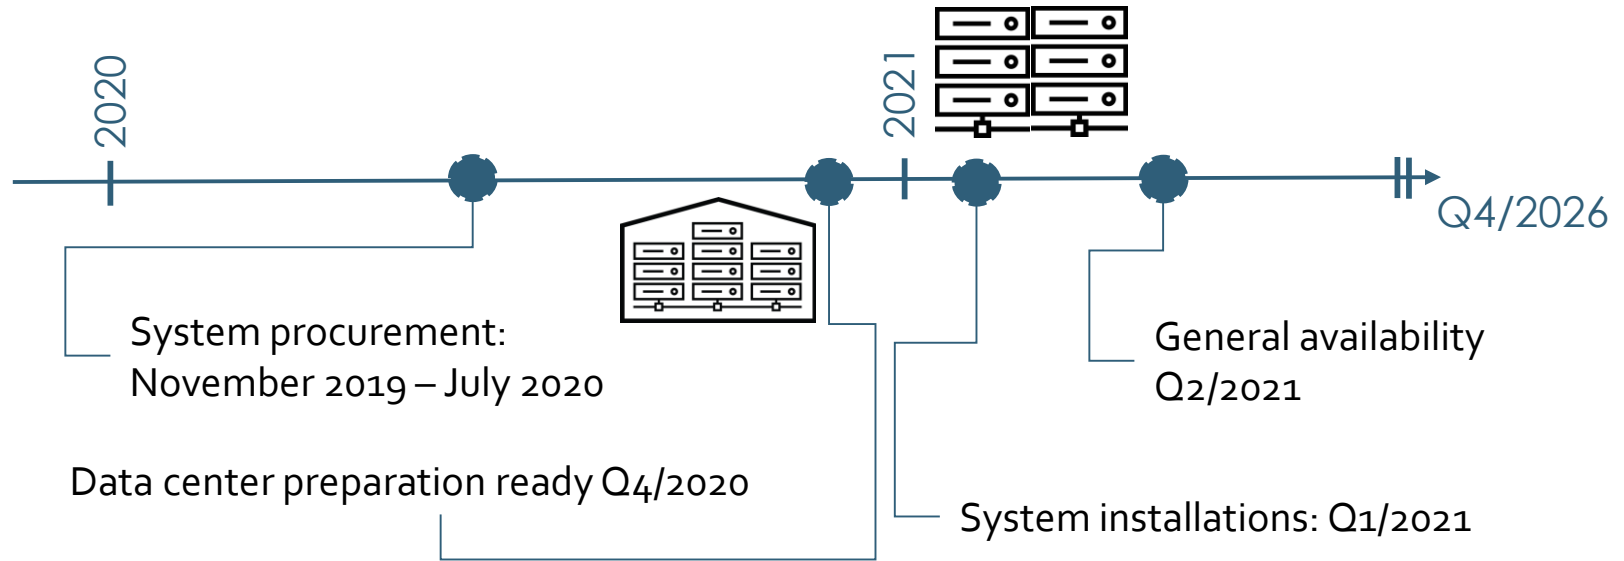 2020
2021
Q4/2026
System procurement:
November 2019 – July 2020
General availability
Q2/2021
Data center preparation ready Q4/2020
System installations: Q1/2021